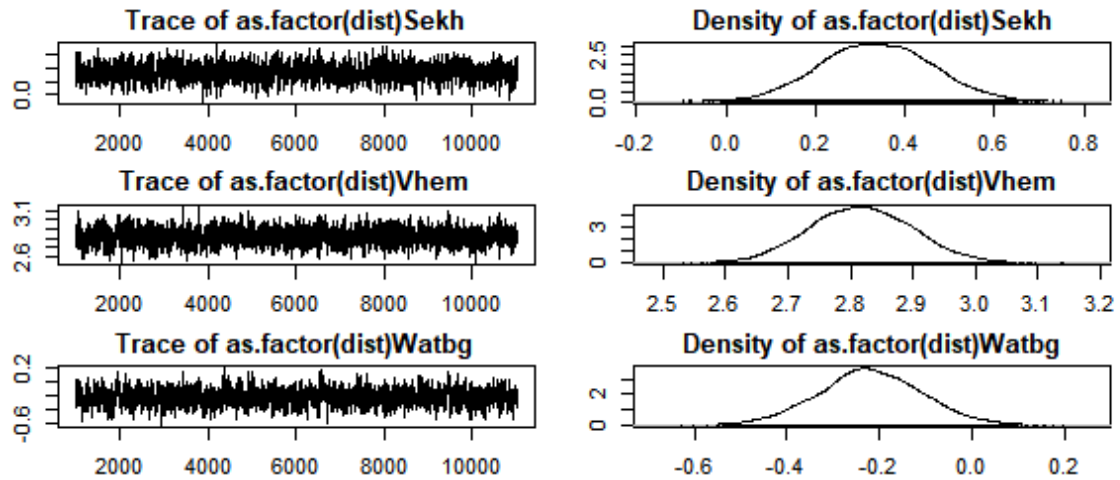 Trace of as.factor(dist)Sekh
0.0
2000 4000 6000 8000 10000
Density of as.factor(dist)Sekh
2.5
0.0
-0.2 0.0 0.2 0.4 0.6 0.8
Trace of as.factor(dist)Vhem
3.1
2.6
2000 4000 6000 8000 10000
Density of as.factor(dist)Vhem
3
0
2.5 2.6 2.7 2.8 2.9 3.0 3.1 3.2
Trace of as.factor(dist)Watbg
0.2
-0.6
2000 4000 6000 8000 10000
Density of as.factor(dist)Watbg
2
0
-0.6 -0.4 -0.2 0.0 0.2